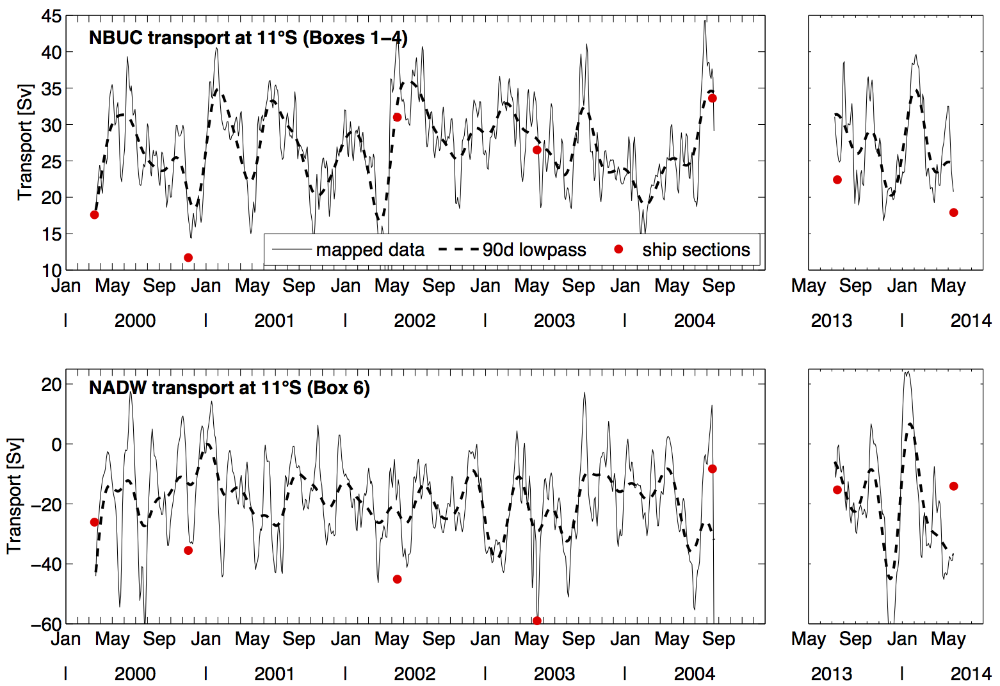 NBUC transport at 11°S (Boxes 1−4)
Transport [Sv]
45
40
35
30
25
20
15
10
mapped data 90d lowpass ship sections
Jan May Sep Jan May Sep Jan May Sep Jan May Sep Jan May Sep May Sep Jan May
| 2000 | 2001 | 2002 | 2003 | 2004 2013 | 2014
NADW transport at 11°S (Box 6)
Transport [Sv]
20
0
−20
−40
−60
Jan May Sep Jan May Sep Jan May Sep Jan May Sep Jan May Sep May Sep Jan May
| 2000 | 2001 | 2002 | 2003 | 2004 2013 | 2014